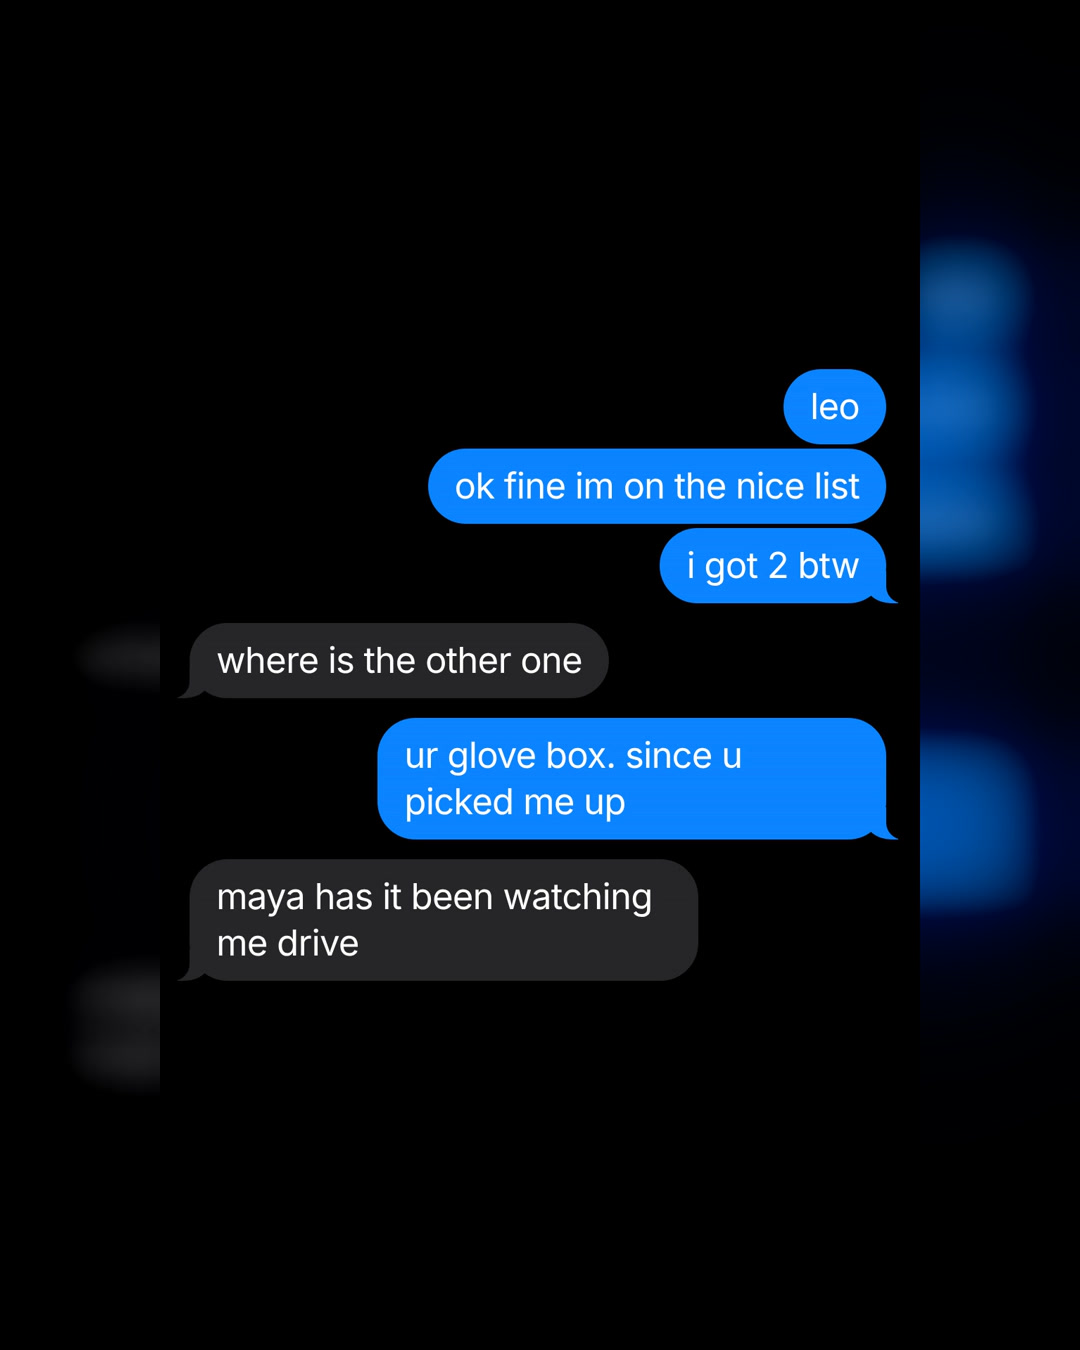 leo
ok fine im on the nice list
i got 2 btw
where is the other one
ur glove box. since u
picked me up
maya has it been watching
me drive